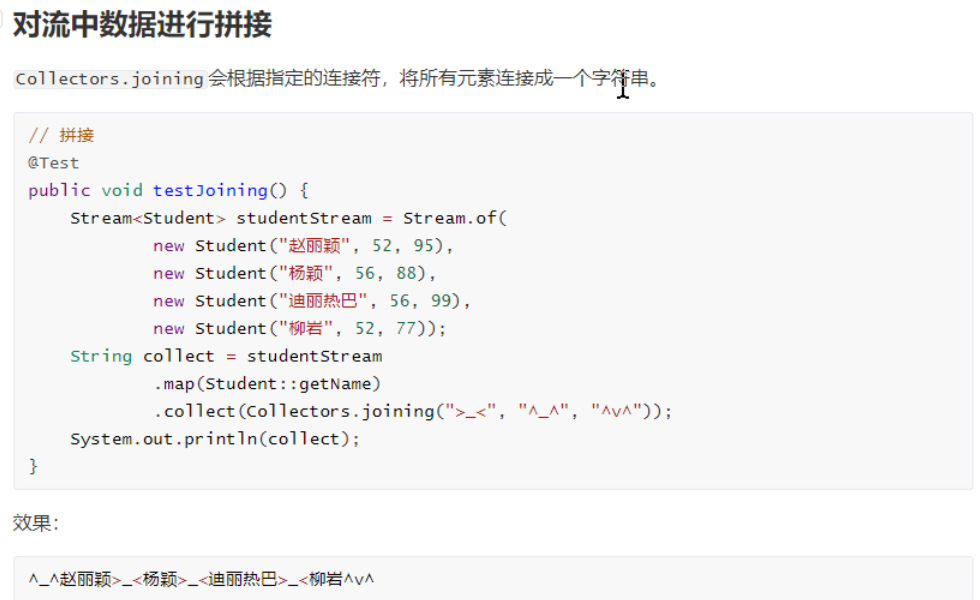 对流中数据进行拼接
Collectors.joining会根据指定的连接符，将所有元素连接成一个字符串。
// 拼接
@Test
public void testJoining() {
    Stream<Student> studentStream = Stream.of(
            new Student("赵丽颖", 52, 95),
            new Student("杨颖", 56, 88),
            new Student("迪丽热巴", 56, 99),
            new Student("柳岩", 52, 77));
    String collect = studentStream
            .map(Student::getName)
            .collect(Collectors.joining(">_<", "^_^", "^v^"));
    System.out.println(collect);
}
效果：
^_^赵丽颖>_<杨颖>_<迪丽热巴>_<柳岩^v^